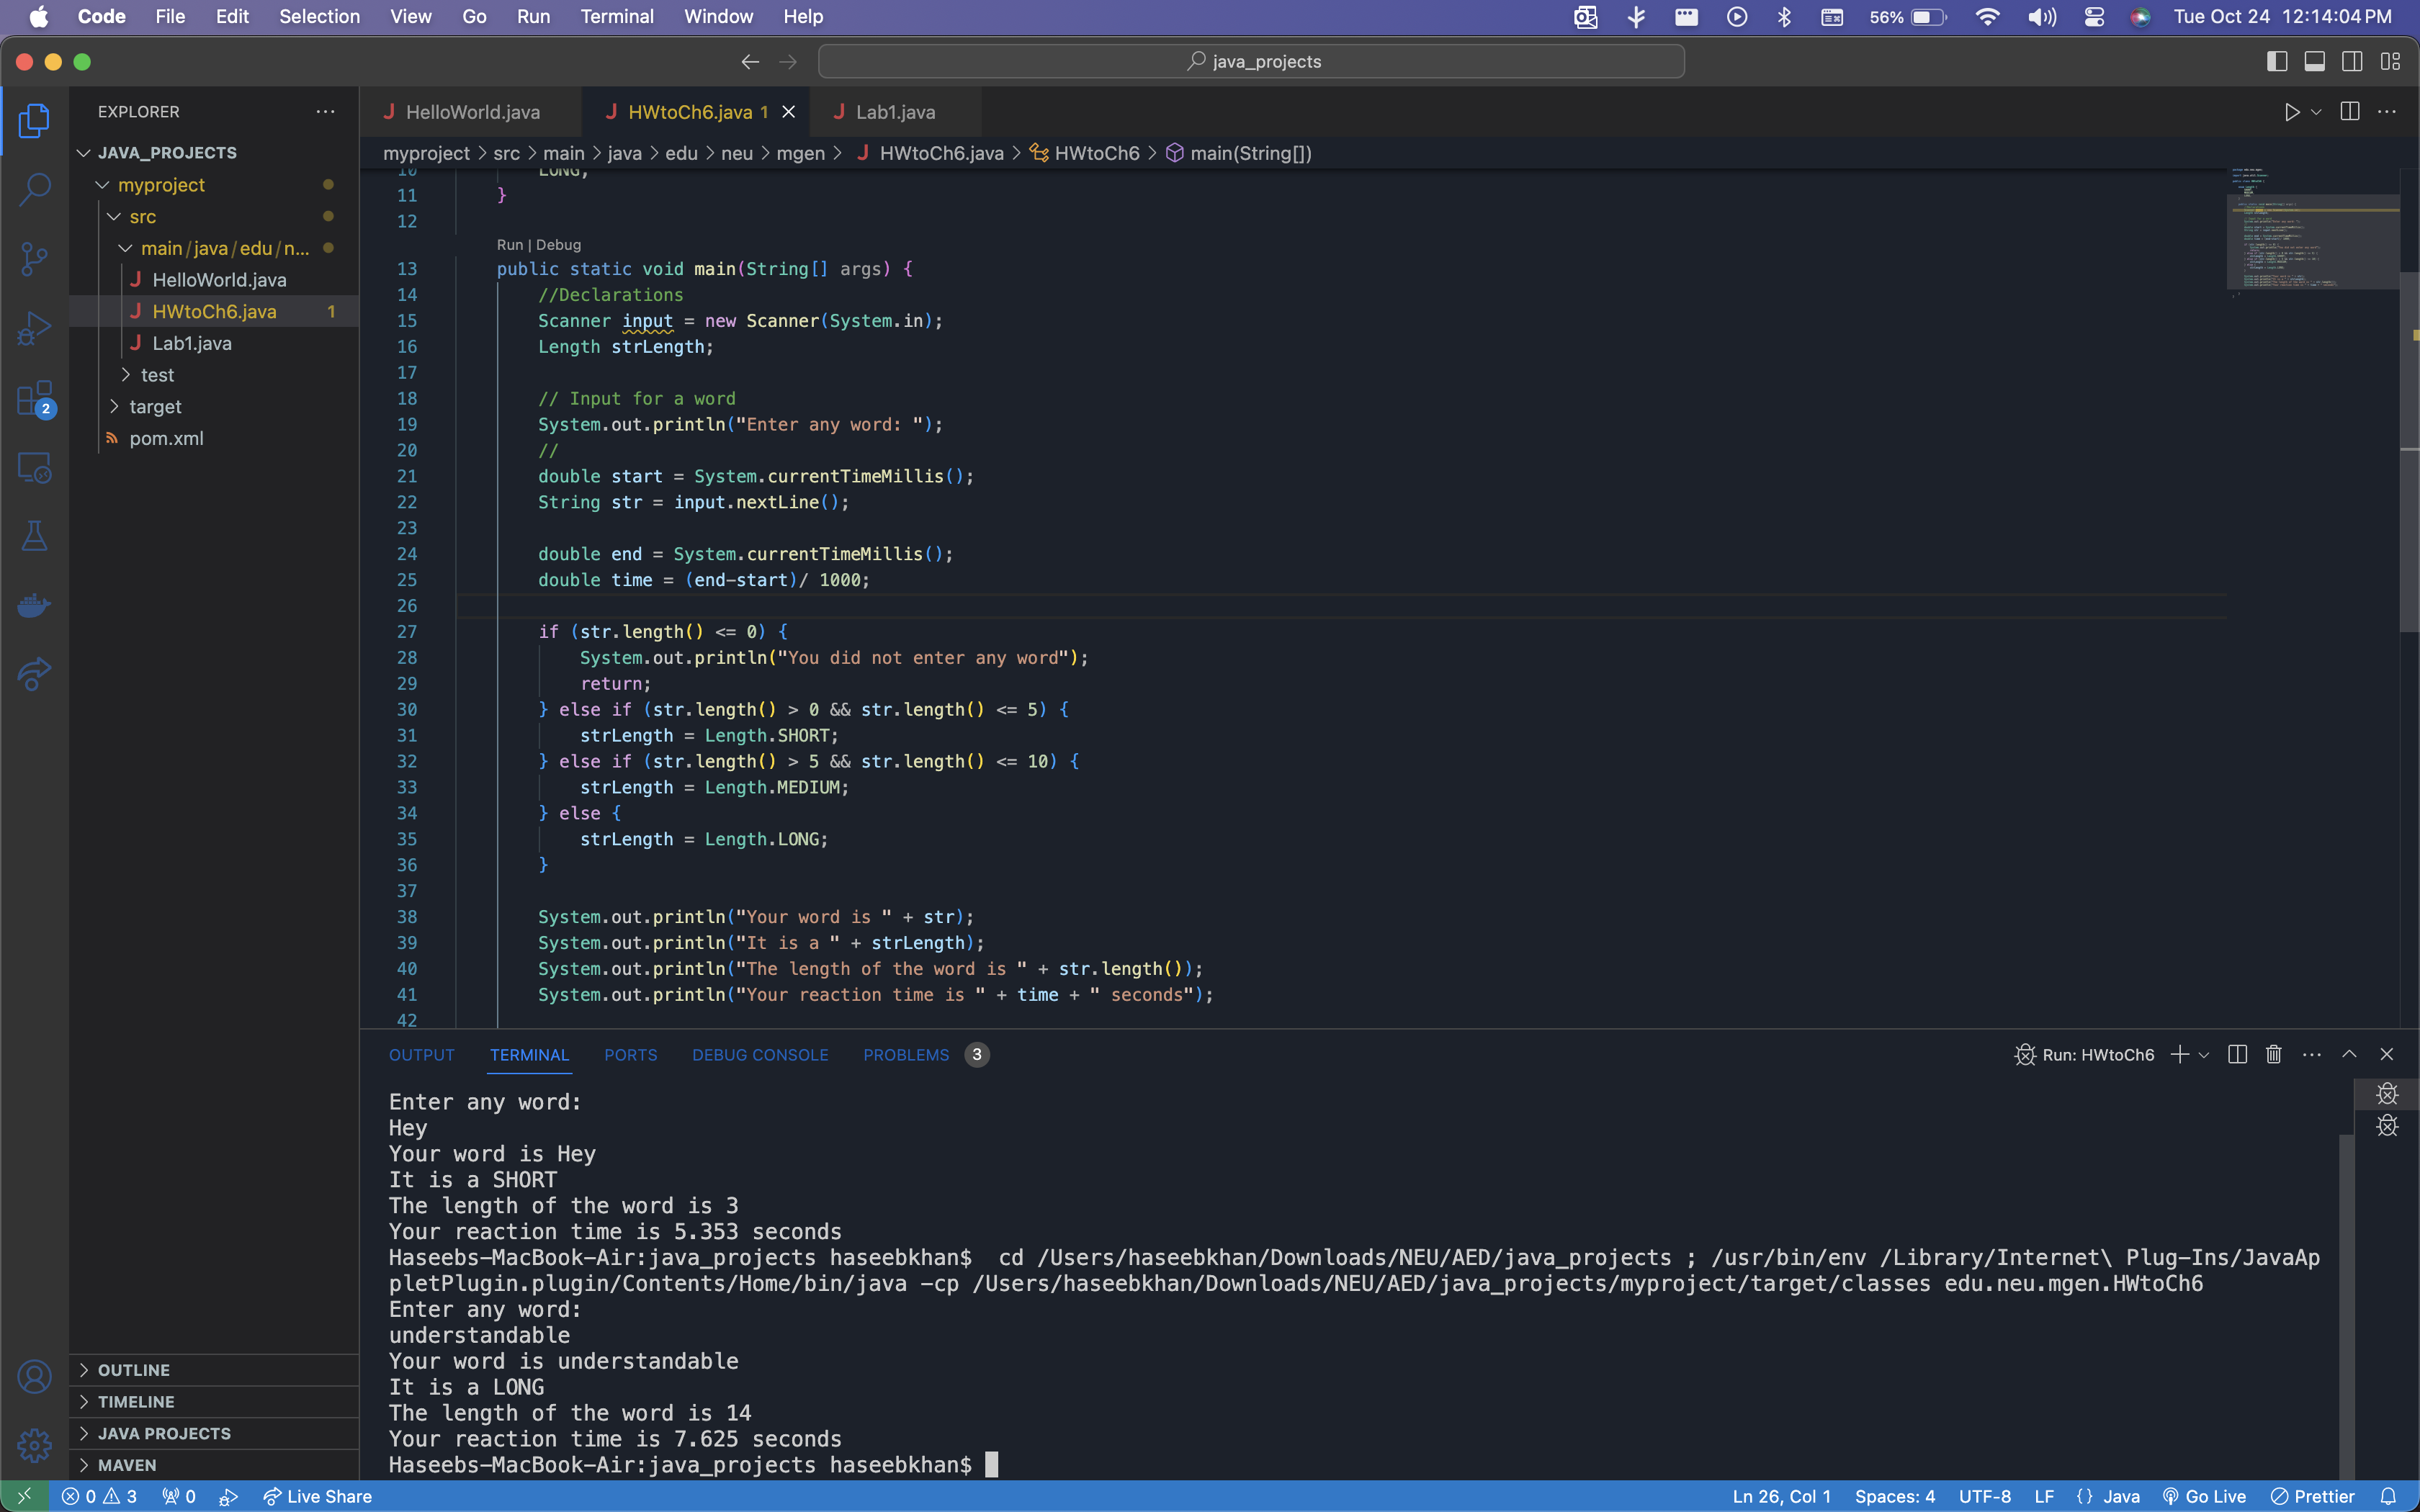 Code File Edit Selection View Go Run Terminal Window Help 56% Tue Oct 24 12:14:04 PM
java_projects
EXPLORER
HelloWorld.java HWtoCh6.java 1 Lab1.java
JAVA_PROJECTS
myproject > src > main > java > edu > neu > mgen > HWtoCh6.java > HWtoCh6 > main(String[])
myproject
src
main/java/edu/n...
HelloWorld.java
HWtoCh6.java 1
Lab1.java
test
target
pom.xml
10 LONG,
11 }
12
Run | Debug
13 public static void main(String[] args) {
14 //Declarations
15 Scanner input = new Scanner(System.in);
16 Length strLength;
17
18 // Input for a word
19 System.out.println("Enter any word: ");
20 //
21 double start = System.currentTimeMillis();
22 String str = input.nextLine();
23
24 double end = System.currentTimeMillis();
25 double time = (end-start)/ 1000;
26
27 if (str.length() <= 0) {
28 System.out.println("You did not enter any word");
29 return;
30 } else if (str.length() > 0 && str.length() <= 5) {
31 strLength = Length.SHORT;
32 } else if (str.length() > 5 && str.length() <= 10) {
33 strLength = Length.MEDIUM;
34 } else {
35 strLength = Length.LONG;
36 }
37
38 System.out.println("Your word is " + str);
39 System.out.println("It is a " + strLength);
40 System.out.println("The length of the word is " + str.length());
41 System.out.println("Your reaction time is " + time + " seconds");
42
2
OUTPUT TERMINAL PORTS DEBUG CONSOLE PROBLEMS 3 Run: HWtoCh6
Enter any word:
Hey
Your word is Hey
It is a SHORT
The length of the word is 3
Your reaction time is 5.353 seconds
Haseebs-MacBook-Air:java_projects haseebkhan$ cd /Users/haseebkhan/Downloads/NEU/AED/java_projects ; /usr/bin/env /Library/Internet\ Plug-Ins/JavaAp
pletPlugin.plugin/Contents/Home/bin/java -cp /Users/haseebkhan/Downloads/NEU/AED/java_projects/myproject/target/classes edu.neu.mgen.HWtoCh6
Enter any word:
understandable
Your word is understandable
It is a LONG
The length of the word is 14
Your reaction time is 7.625 seconds
Haseebs-MacBook-Air:java_projects haseebkhan$
OUTLINE
TIMELINE
JAVA PROJECTS
MAVEN
0 3 0 Live Share Ln 26, Col 1 Spaces: 4 UTF-8 LF {} Java Go Live Prettier